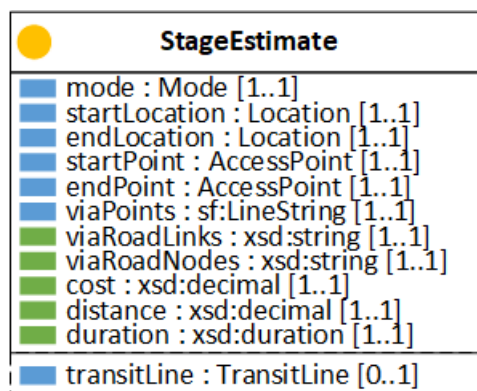 StageEstimate
mode : Mode [1..1]
startLocation : Location [1..1]
endLocation : Location [1..1]
startPoint : AccessPoint [1..1]
endPoint : AccessPoint [1..1]
viaPoints : sf:LineString [1..1]
viaRoadLinks : xsd:string [1..1]
viaRoadNodes : xsd:string [1..1]
cost : xsd:decimal [1..1]
distance : xsd:decimal [1..1]
duration : xsd:duration [1..1]
transitLine : TransitLine [0..1]